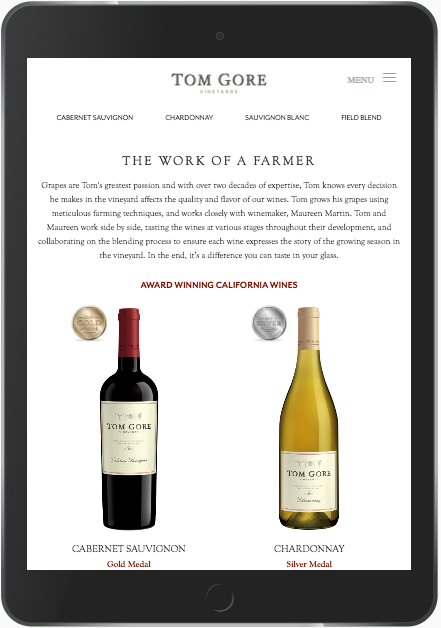 TOM GORE
VINEYARDS
MENU
CABERNET SAUVIGNON CHARDONNAY SAUVIGNON BLANC FIELD BLEND
THE WORK OF A FARMER
Grapes are Tom's greatest passion and with over two decades of expertise, Tom knows every decision
he makes in the vineyard affects the quality and flavor of our wines. Tom grows his grapes using
meticulous farming techniques, and works closely with winemaker, Maureen Martin. Tom and
Maureen work side by side, tasting the wines at various stages throughout their development, and
collaborating on the blending process to ensure each wine expresses the story of the growing season in
the vineyard. In the end, it's a difference you can taste in your glass.
AWARD WINNING CALIFORNIA WINES
GOLD
SILVER
TOM GORE
VINEYARDS
Cabernet Sauvignon
TOM GORE
VINEYARDS
Chardonnay
CABERNET SAUVIGNON
Gold Medal
CHARDONNAY
Silver Medal